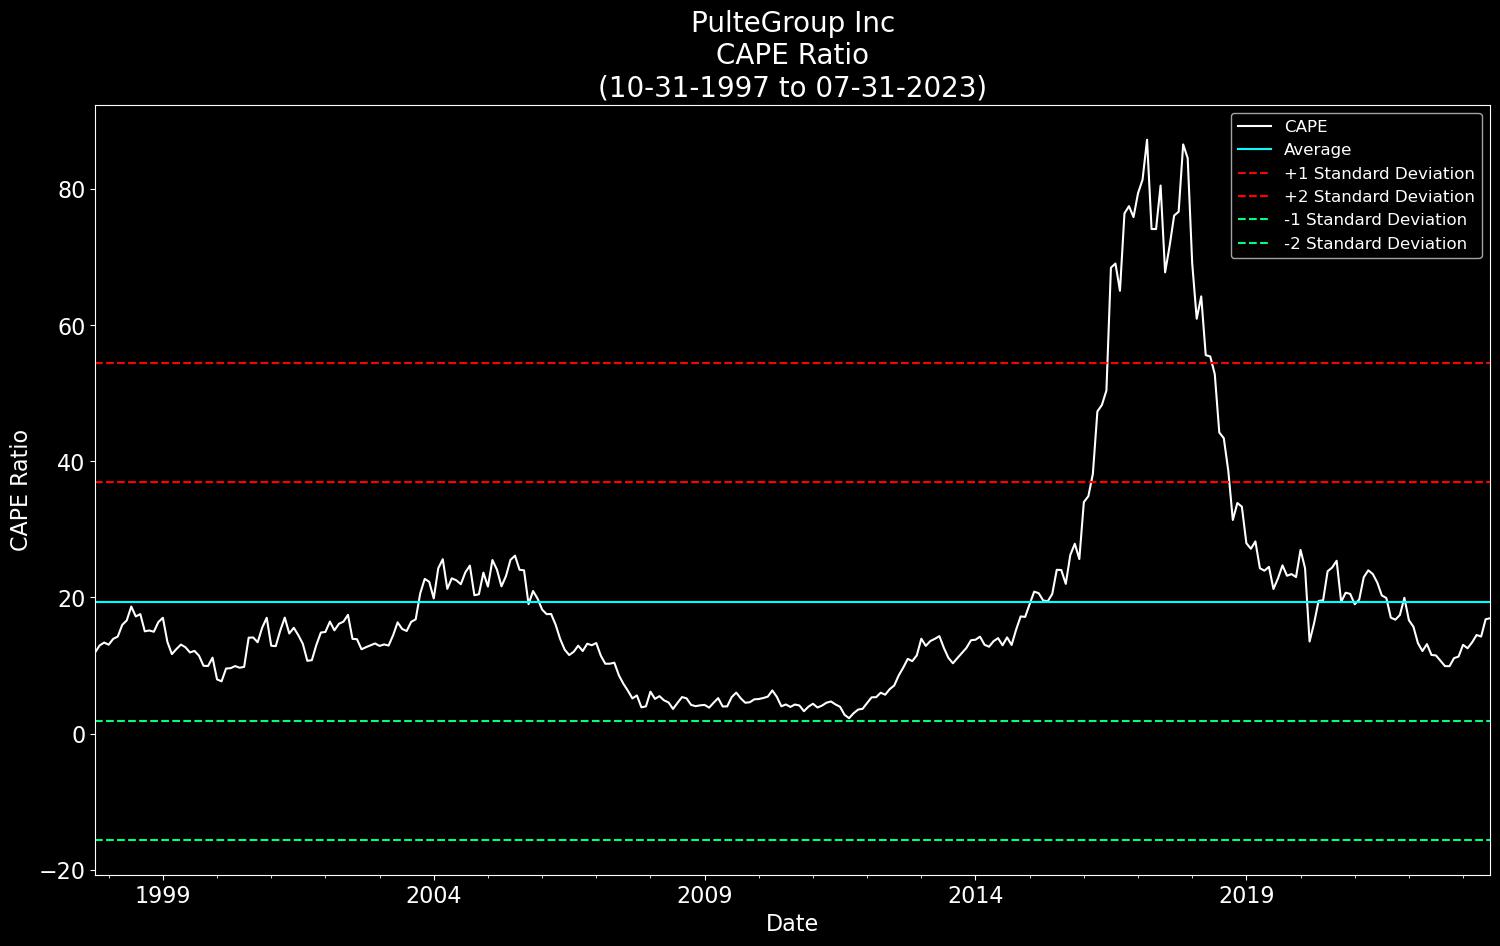 PulteGroup Inc
CAPE Ratio
(10-31-1997 to 07-31-2023)
CAPE
Average
+1 Standard Deviation
+2 Standard Deviation
-1 Standard Deviation
-2 Standard Deviation
CAPE Ratio
80
60
40
20
0
−20
1999 2004 2009 2014 2019
Date